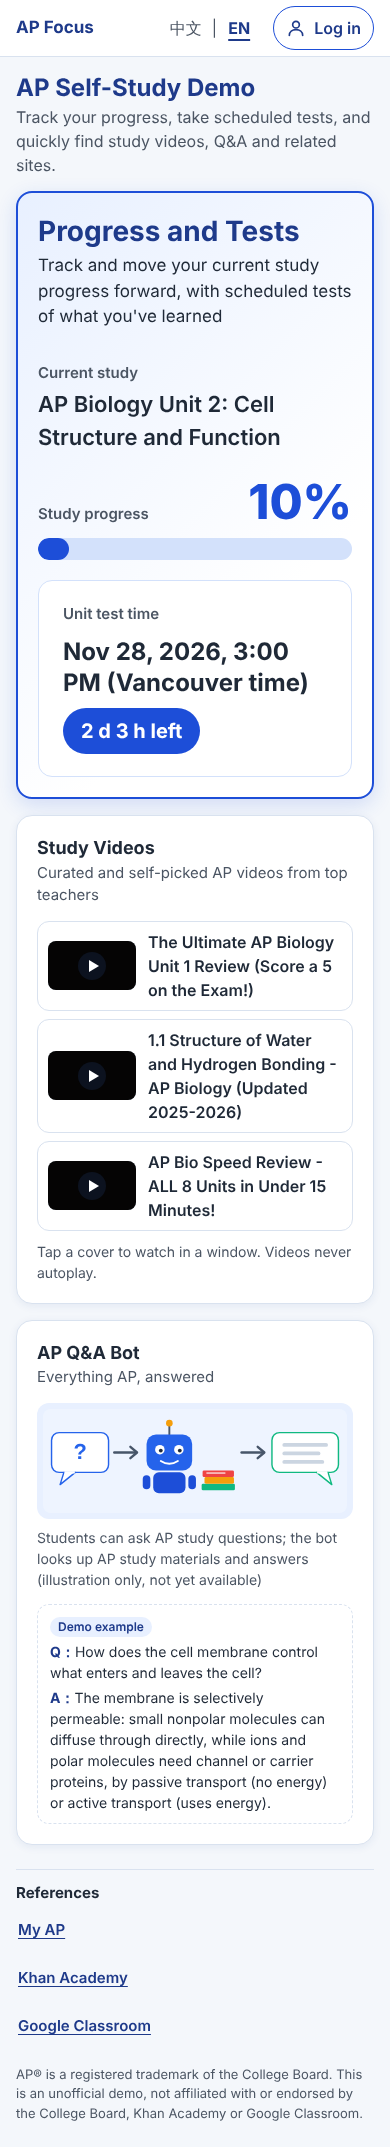 AP Focus
中文 | EN
Log in
AP Self-Study Demo
Track your progress, take scheduled tests, and
quickly find study videos, Q&A and related
sites.
Progress and Tests
Track and move your current study
progress forward, with scheduled tests
of what you've learned
Current study
AP Biology Unit 2: Cell
Structure and Function
Study progress
10%
Unit test time
Nov 28, 2026, 3:00
PM (Vancouver time)
2 d 3 h left
Study Videos
Curated and self-picked AP videos from top
teachers
The Ultimate AP Biology
Unit 1 Review (Score a 5
on the Exam!)
1.1 Structure of Water
and Hydrogen Bonding -
AP Biology (Updated
2025-2026)
AP Bio Speed Review -
ALL 8 Units in Under 15
Minutes!
Tap a cover to watch in a window. Videos never
autoplay.
AP Q&A Bot
Everything AP, answered
?
Students can ask AP study questions; the bot
looks up AP study materials and answers
(illustration only, not yet available)
Demo example
Q：How does the cell membrane control
what enters and leaves the cell?
A：The membrane is selectively
permeable: small nonpolar molecules can
diffuse through directly, while ions and
polar molecules need channel or carrier
proteins, by passive transport (no energy)
or active transport (uses energy).
References
My AP
Khan Academy
Google Classroom
AP® is a registered trademark of the College Board. This
is an unofficial demo, not affiliated with or endorsed by
the College Board, Khan Academy or Google Classroom.